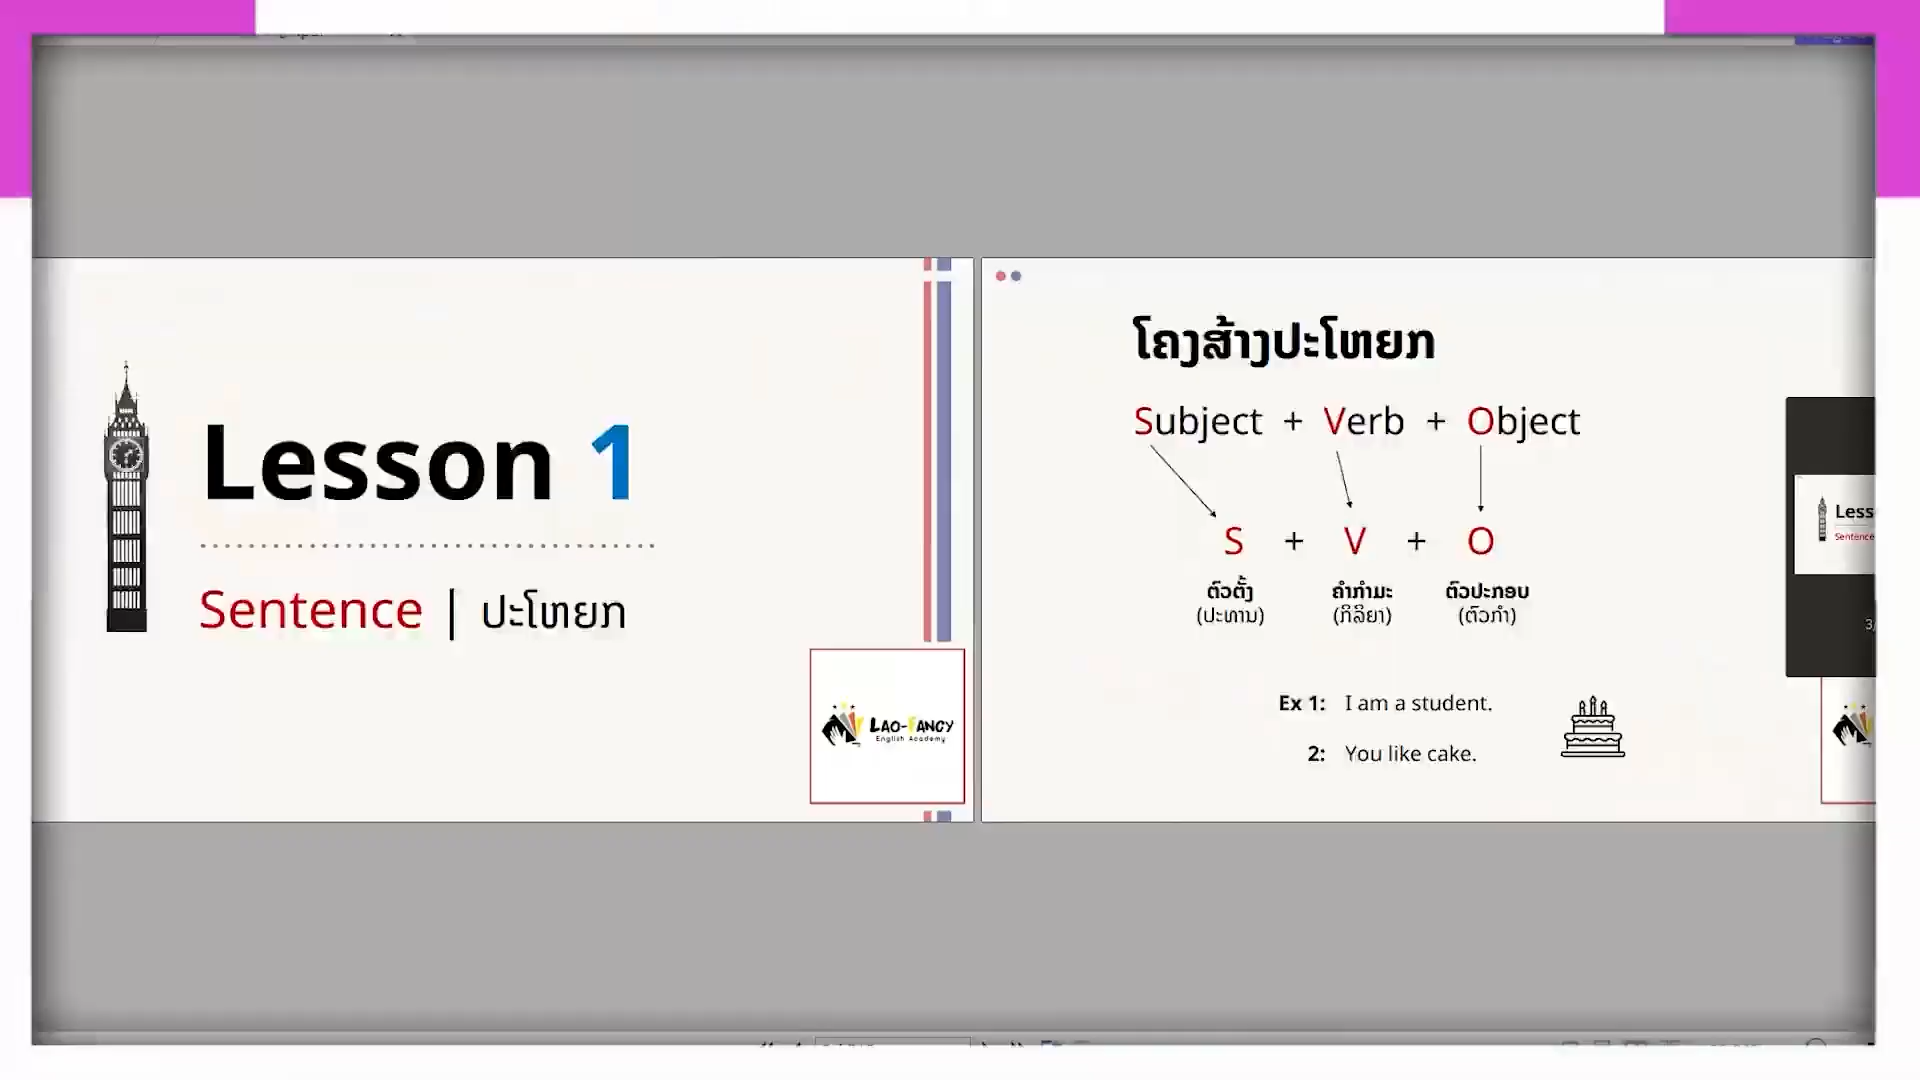 Lesson 1
Sentence | ປະໂຫຍກ
LAO-FANCY
English Academy
ໂຄງສ້າງປະໂຫຍກ
Subject + Verb + Object
S + V + O
ຕົວຕັ້ງ ຄຳກຳມະ ຕົວປະກອບ
(ປະທານ) (ກິລິຍາ) (ຕົວກຳ)
Ex 1: I am a student.
2: You like cake.
Less
Sentence